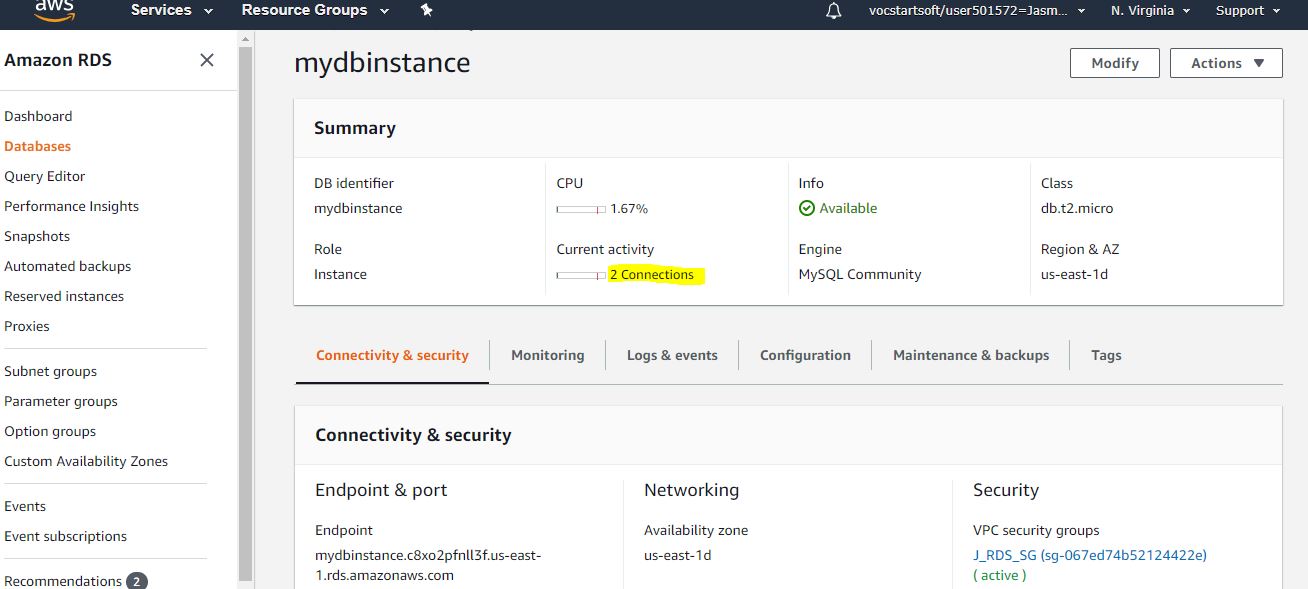 aws Services Resource Groups vocstartsoft/user501572=Jasm... N. Virginia Support
Amazon RDS
Dashboard
Databases
Query Editor
Performance Insights
Snapshots
Automated backups
Reserved instances
Proxies
Subnet groups
Parameter groups
Option groups
Custom Availability Zones
Events
Event subscriptions
Recommendations 2
mydbinstance
Modify Actions
Summary
DB identifier
mydbinstance
Role
Instance
CPU
1.67%
Current activity
2 Connections
Info
Available
Engine
MySQL Community
Class
db.t2.micro
Region & AZ
us-east-1d
Connectivity & security Monitoring Logs & events Configuration Maintenance & backups Tags
Connectivity & security
Endpoint & port
Endpoint
mydbinstance.c8xo2pfnll3f.us-east-
1.rds.amazonaws.com
Networking
Availability zone
us-east-1d
Security
VPC security groups
J_RDS_SG (sg-067ed74b52124422e)
( active )